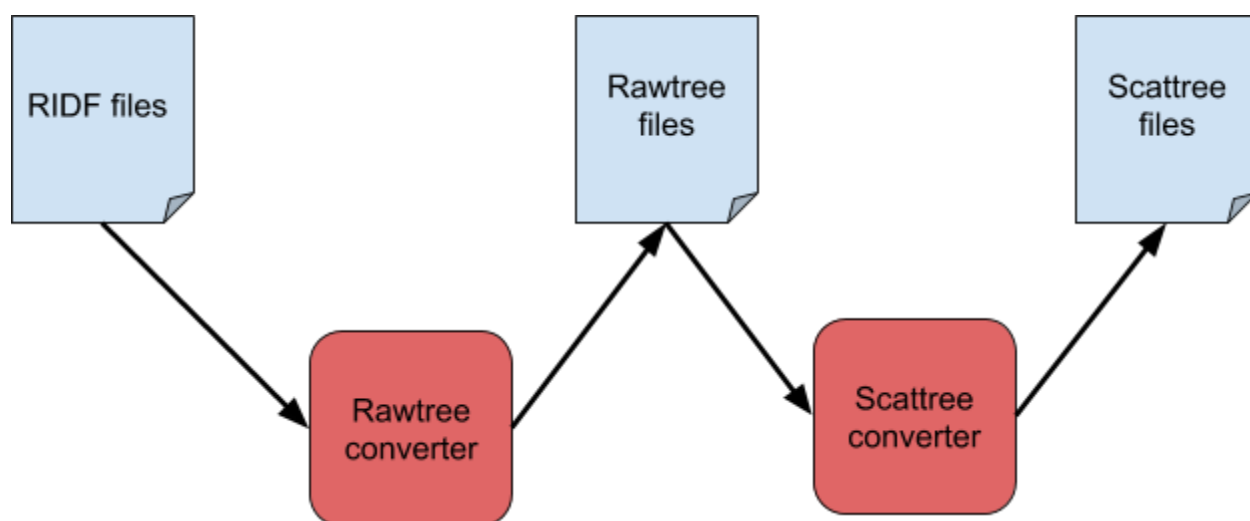 RIDF files
Rawtree
files
Scattree
files
Rawtree
converter
Scattree
converter